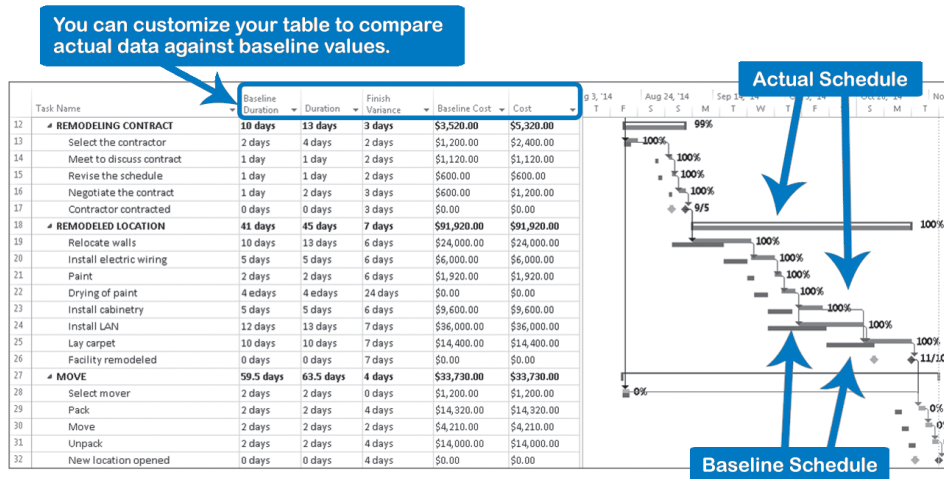 You can customize your table to compare
actual data against baseline values.
Actual Schedule
Task Name Baseline Duration Duration Finish Variance Baseline Cost Cost
g 3, '14 Aug 24, '14 Sep '14 '14 Oct '14 No
T F S M T W T F S S M T
12 REMODELING CONTRACT 10 days 13 days 3 days $3,520.00 $5,320.00 99%
13 Select the contractor 2 days 4 days 2 days $1,200.00 $2,400.00 100%
14 Meet to discuss contract 1 day 1 day 2 days $1,120.00 $1,120.00 100%
15 Revise the schedule 1 day 1 day 2 days $600.00 $600.00 100%
16 Negotiate the contract 1 day 2 days 3 days $600.00 $1,200.00 100%
17 Contractor contracted 0 days 0 days 3 days $0.00 $0.00 9/5
18 REMODELED LOCATION 41 days 45 days 7 days $91,920.00 $91,920.00 100%
19 Relocate walls 10 days 13 days 6 days $24,000.00 $24,000.00 100%
20 Install electric wiring 5 days 5 days 6 days $6,000.00 $6,000.00 100%
21 Paint 2 days 2 days 6 days $1,920.00 $1,920.00 100%
22 Drying of paint 4 edays 4 edays 24 days $0.00 $0.00 100%
23 Install cabinetry 5 days 5 days 6 days $9,600.00 $9,600.00 100%
24 Install LAN 12 days 13 days 7 days $36,000.00 $36,000.00 100%
25 Lay carpet 10 days 10 days 7 days $14,400.00 $14,400.00 100%
26 Facility remodeled 0 days 0 days 7 days $0.00 $0.00 11/10
27 MOVE 59.5 days 63.5 days 4 days $33,730.00 $33,730.00
28 Select mover 2 days 2 days 0 days $1,200.00 $1,200.00 0%
29 Pack 2 days 2 days 4 days $14,320.00 $14,320.00 0%
30 Move 2 days 2 days 4 days $4,210.00 $4,210.00 0%
31 Unpack 2 days 2 days 4 days $14,000.00 $14,000.00
32 New location opened 0 days 0 days 4 days $0.00 $0.00
Baseline Schedule